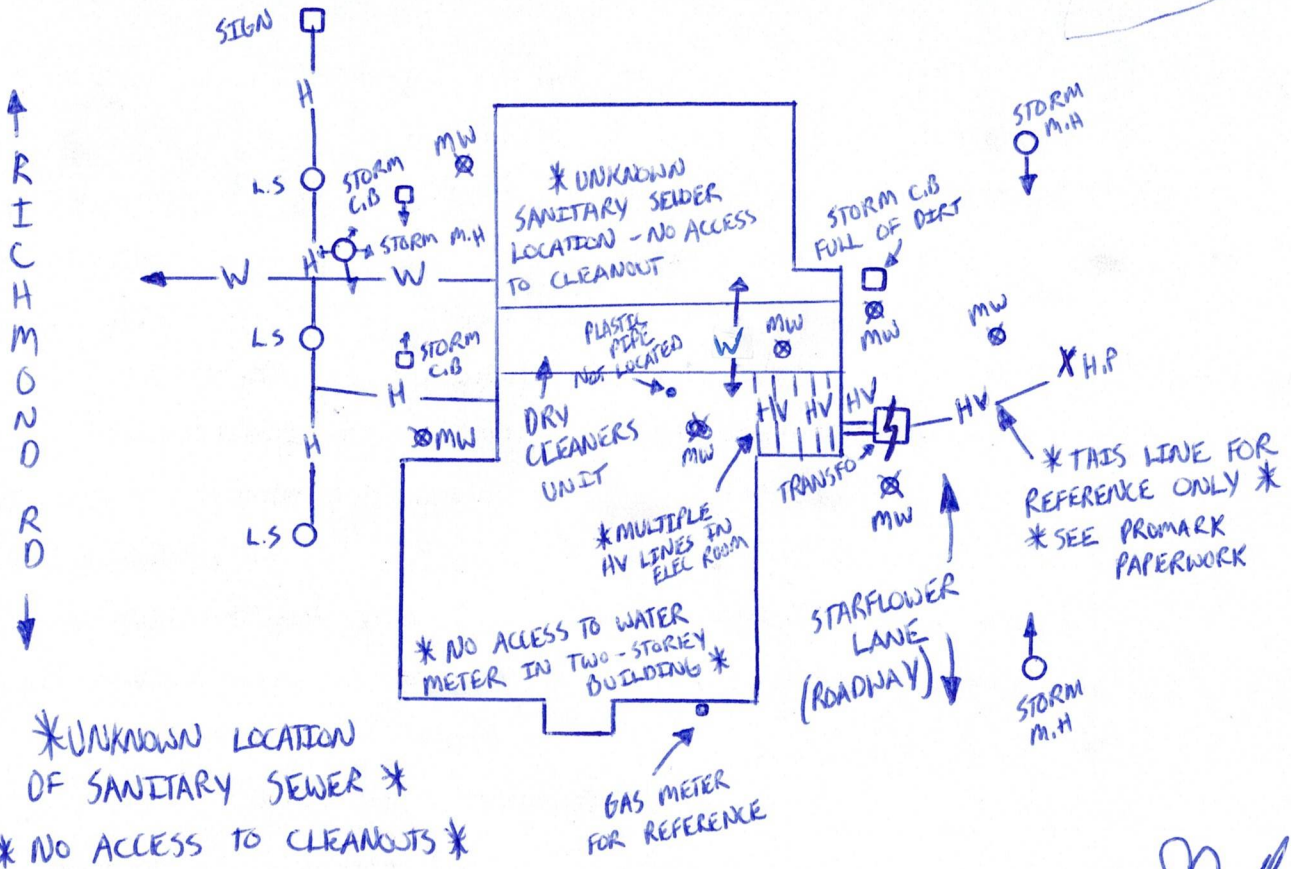 SIGN
H
L.S
STORM
C.B
MW
STORM M.H
H
W
W
L.S
STORM
C.B
H
H
MW
L.S
RICHMOND RD
* UNKNOWN
SANITARY SEWER
LOCATION - NO ACCESS
TO CLEANOUT
PLASTIC
PIPE
NOT LOCATED
W
MW
DRY
CLEANERS
UNIT
MW
HV HV
HV
* MULTIPLE
HV LINES IN
ELEC ROOM
TRANSFO
MW
STORM C.B
FULL OF DIRT
MW
STORM
M.H
MW
X H.P
HV
* THIS LINE FOR
REFERENCE ONLY *
* SEE PROMARK
PAPERWORK
STARFLOWER
LANE
(ROADWAY)
STORM
M.H
* NO ACCESS TO WATER
METER IN TWO-STOREY
BUILDING *
GAS METER
FOR REFERENCE
* UNKNOWN LOCATION
OF SANITARY SEWER *
* NO ACCESS TO CLEANOUTS *